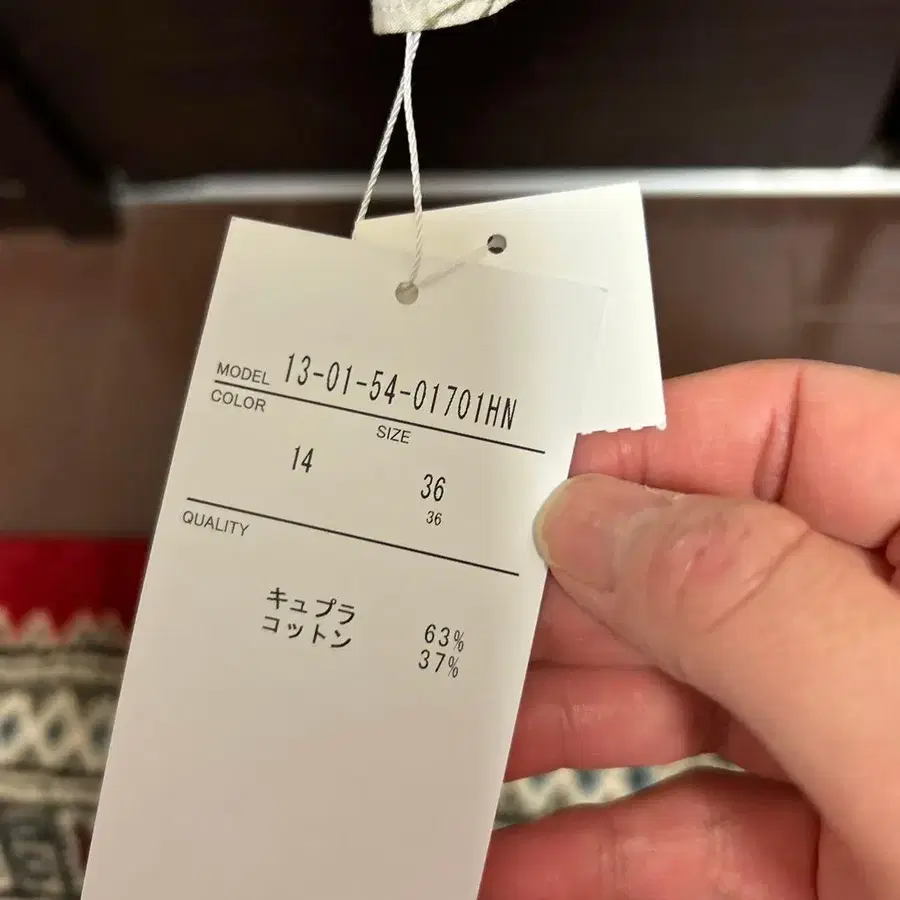 MODEL 13-01-54-01701HN
COLOR SIZE
14 36
36
QUALITY
キュプラ 63%
コットン 37%